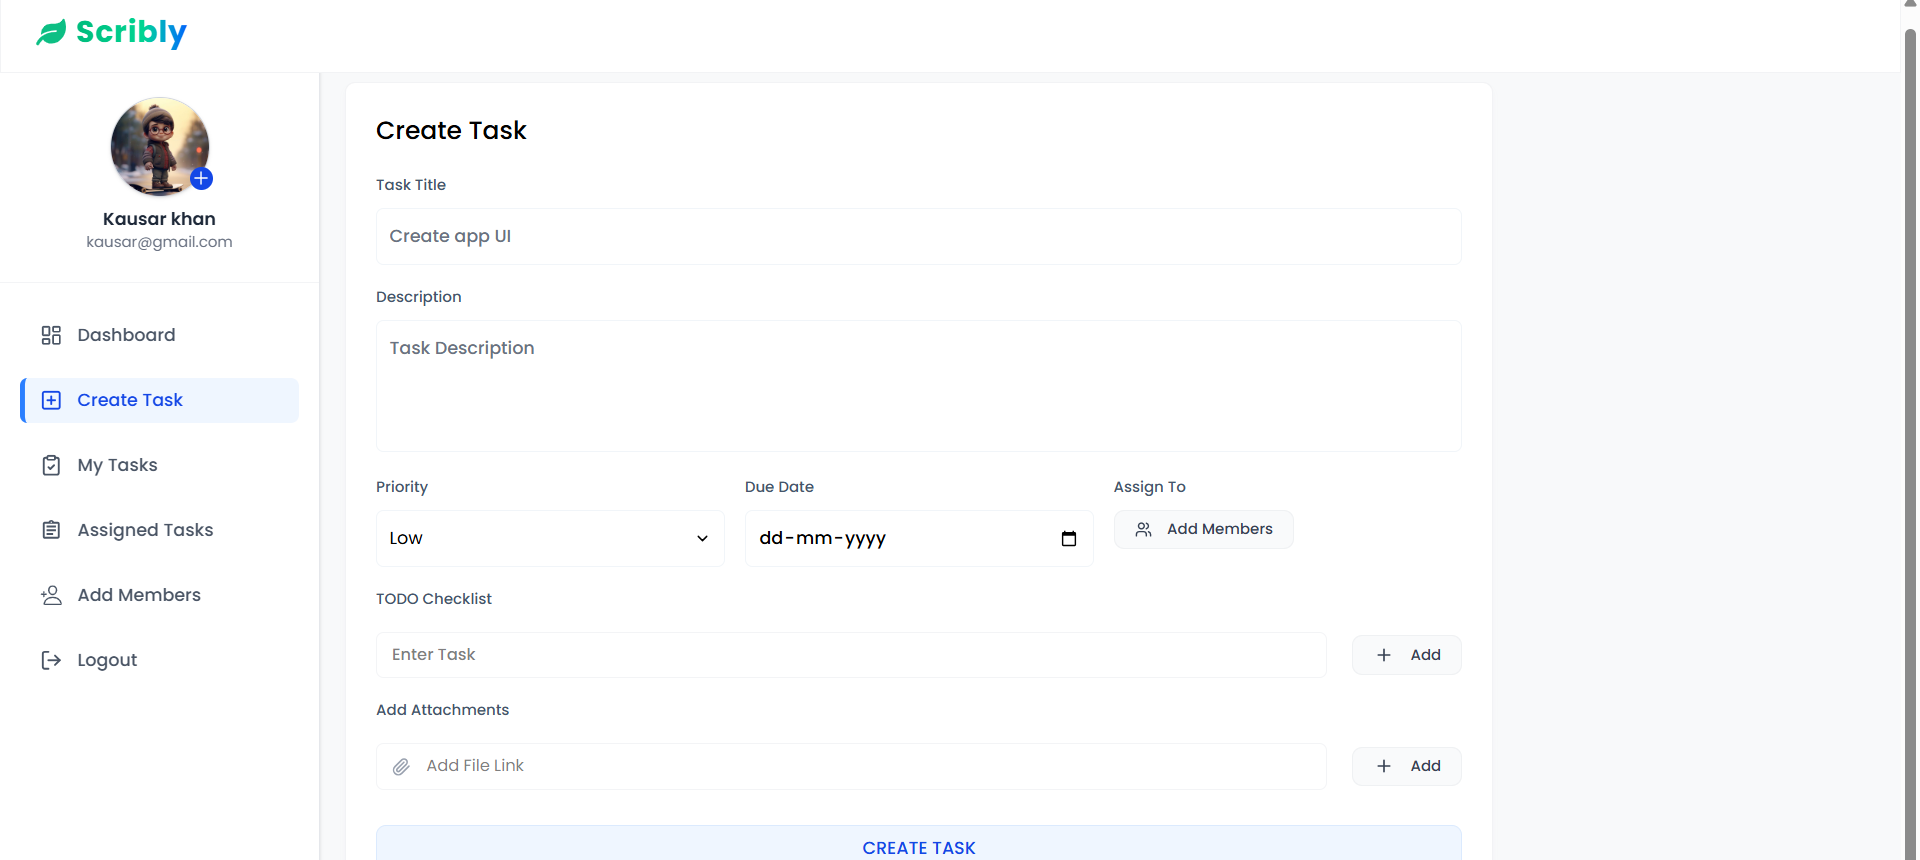 Scribly
Kausar khan
kausar@gmail.com
Dashboard
Create Task
My Tasks
Assigned Tasks
Add Members
Logout
Create Task
Task Title
Create app UI
Description
Task Description
Priority
Low
Due Date
dd-mm-yyyy
Assign To
Add Members
TODO Checklist
Enter Task
Add
Add Attachments
Add File Link
Add
CREATE TASK